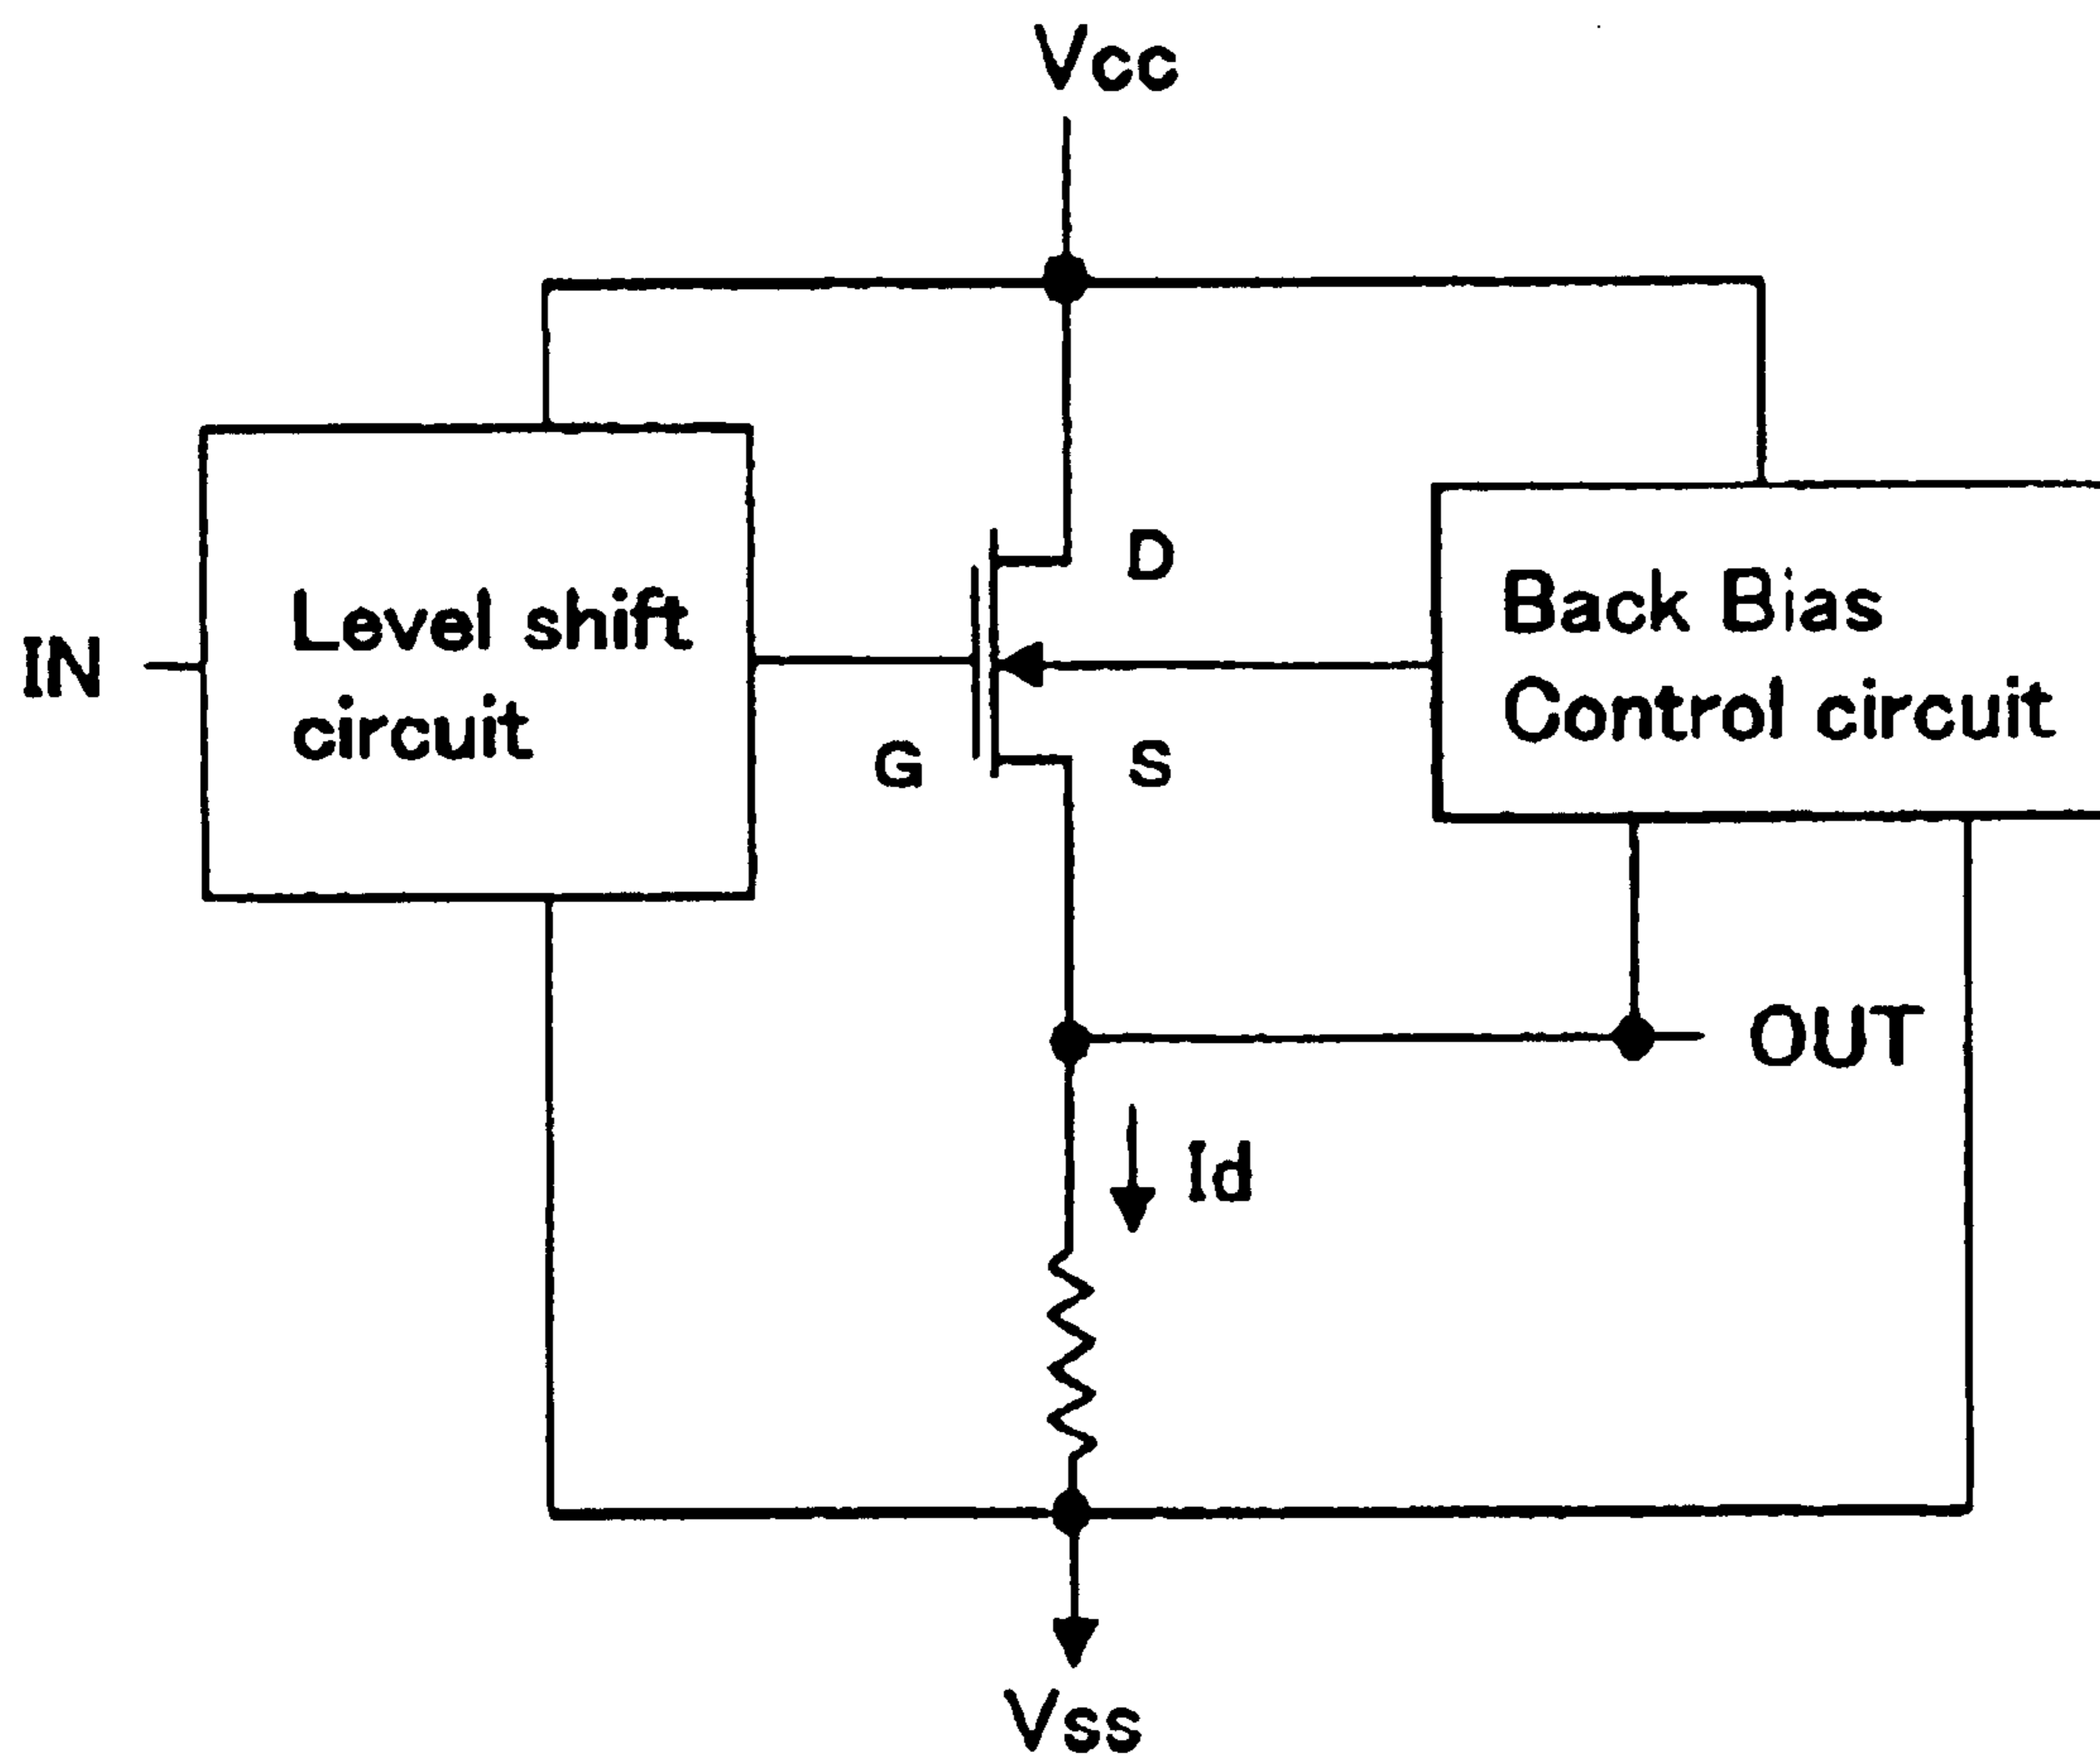 Vcc
D
Level shift
circuit
IN
Back Bias
Control circuit
G
S
OUT
Id
Vss